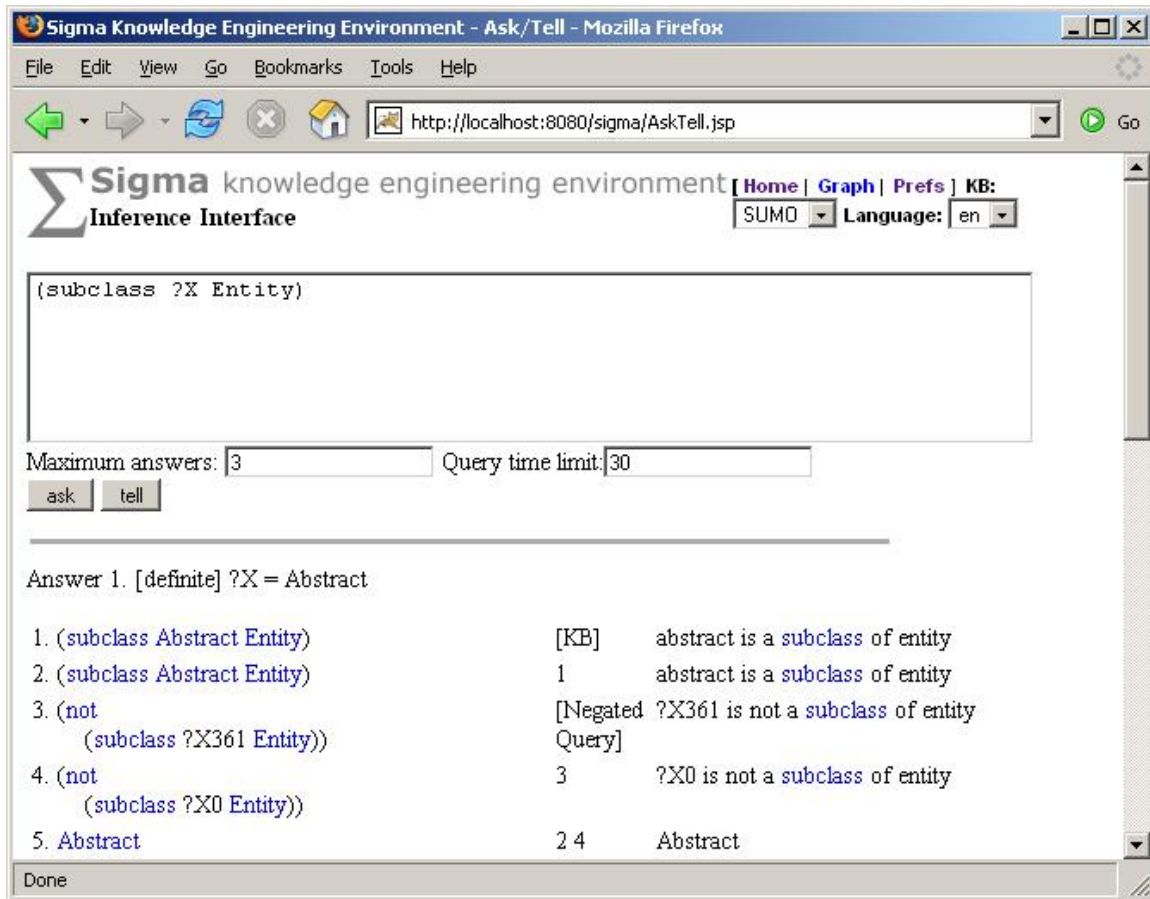 Sigma Knowledge Engineering Environment - Ask/Tell - Mozilla Firefox
File Edit View Go Bookmarks Tools Help
http://localhost:8080/sigma/AskTell.jsp Go
Sigma knowledge engineering environment [ Home | Graph | Prefs ] KB:
Inference Interface SUMO Language: en
(subclass ?X Entity)
Maximum answers: 3 Query time limit: 30
ask tell
Answer 1. [definite] ?X = Abstract
1. (subclass Abstract Entity) [KB] abstract is a subclass of entity
2. (subclass Abstract Entity) 1 abstract is a subclass of entity
3. (not [Negated ?X361 is not a subclass of entity
(subclass ?X361 Entity)) Query]
4. (not 3 ?X0 is not a subclass of entity
(subclass ?X0 Entity))
5. Abstract 2 4 Abstract
Done